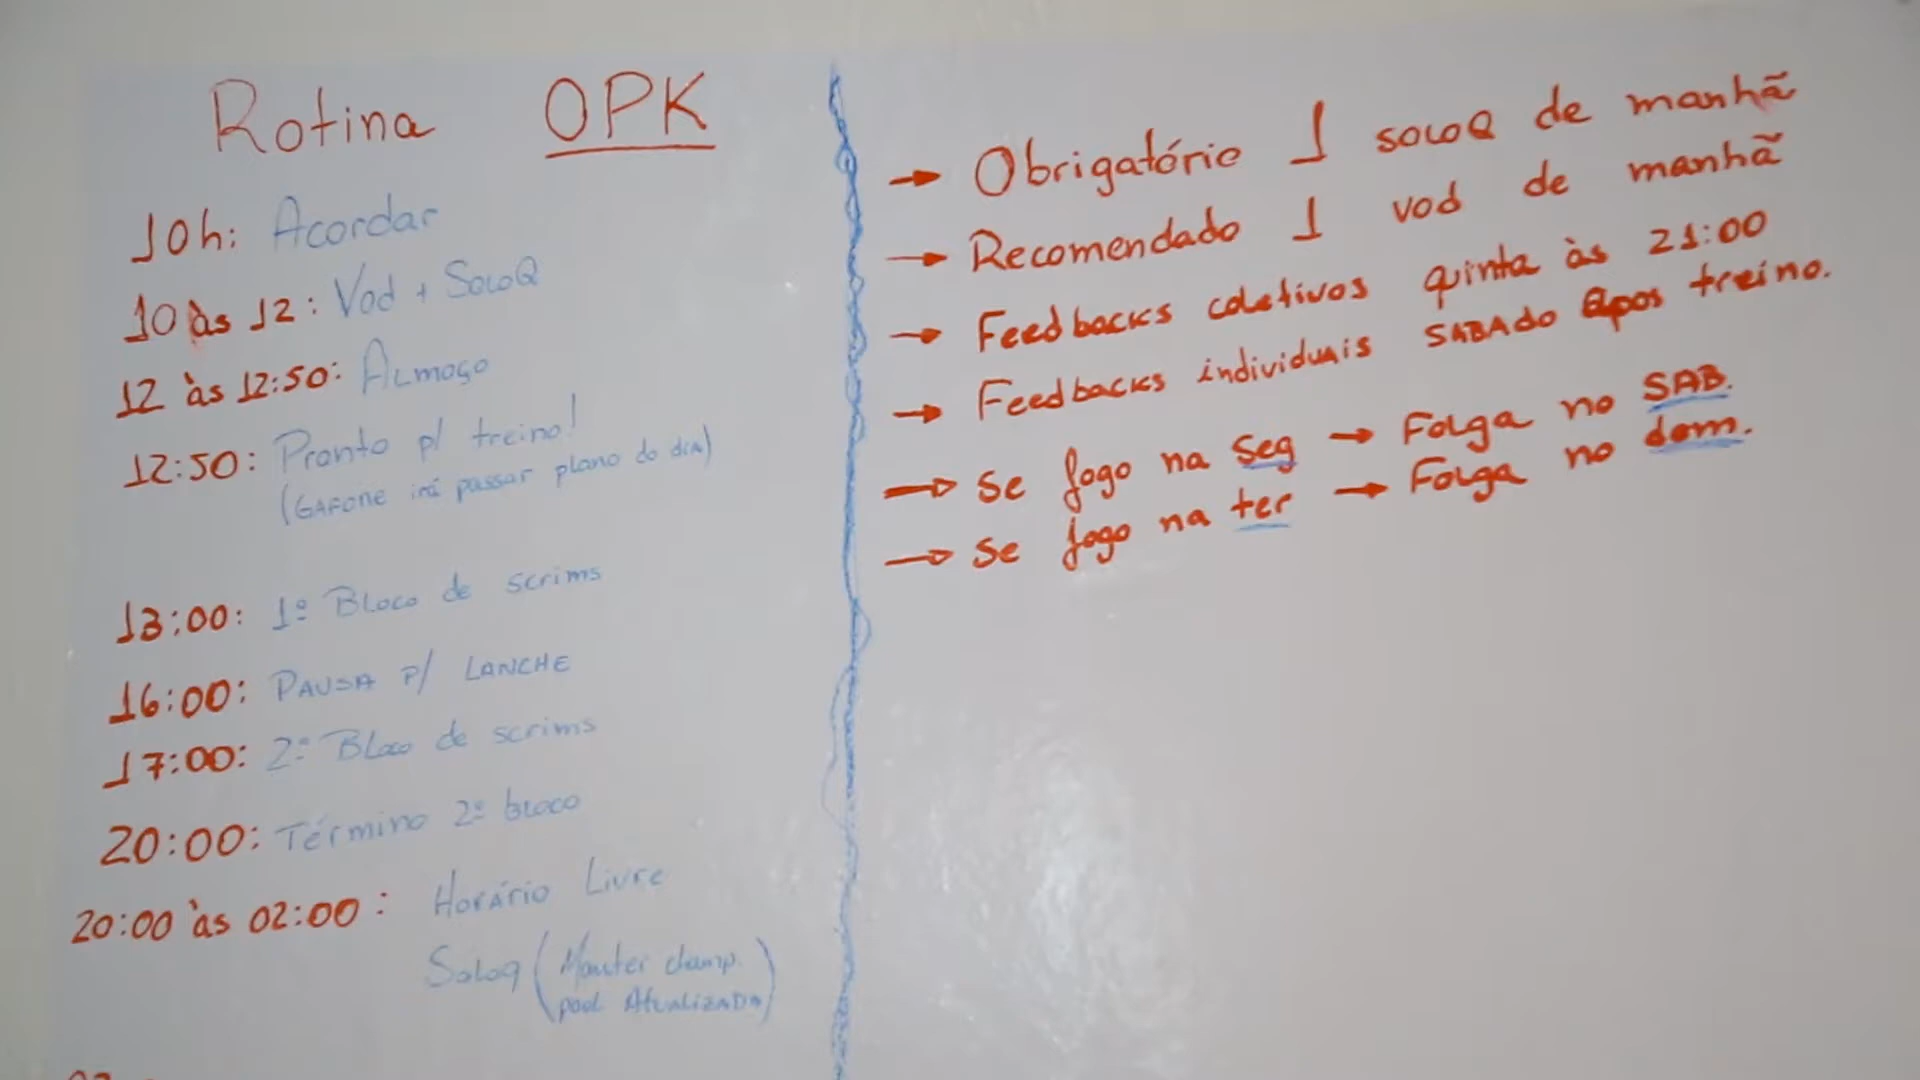 Rotina OPK
10h: Acordar
10 às 12: Vod + SoloQ
12 às 12:50: Almoço
12:50: Pronto p/ treino!
(GAFONE irá passar plano do dia)
13:00: 1º Bloco de scrims
16:00: PAUSA P/ LANCHE
17:00: 2º Bloco de scrims
20:00: Término 2º bloco
20:00 às 02:00: Horário Livre
Soloq (Manter champ.
pool Atualizada)
→ Obrigatório 1 soloQ de manhã
→ Recomendado 1 vod de manhã
→ Feedbacks coletivos quinta às 21:00
→ Feedbacks individuais SABAdo Apos treino.
→ Se jogo na Seg → Folga no SAB.
→ Se jogo na ter → Folga no dom.